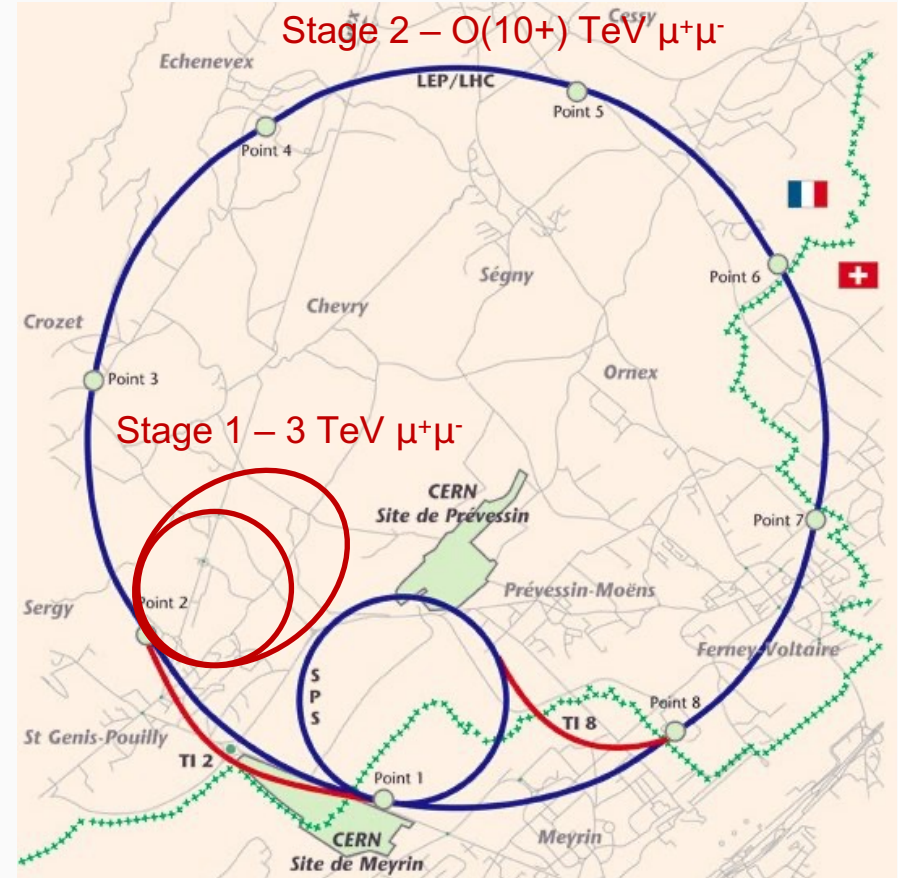 Stage 2 – O(10+) TeV µ⁺µ⁻
Cessy
Echenevex
LEP/LHC
Point 5
Point 4
Point 6
Ségny
Chevry
Crozet
Point 3
Ornex
Stage 1 – 3 TeV µ⁺µ⁻
CERN
Site de Prévessin
Point 7
Prévessin-Moëns
Point 2
Sergy
Ferney-Voltaire
SPS
Point 8
TI 8
St Genis-Pouilly
TI 2
Point 1
Meyrin
CERN
Site de Meyrin